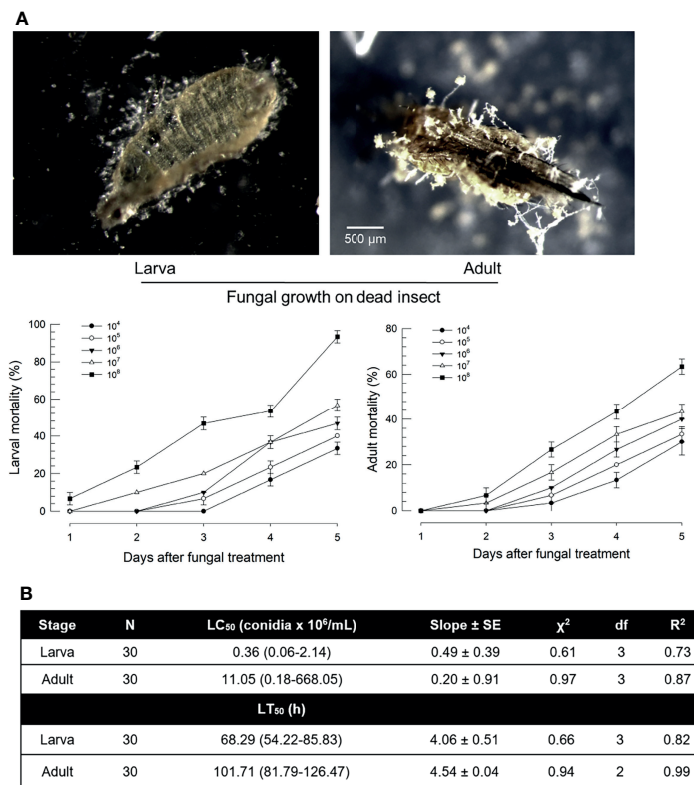 A
500 µm
Larva
Adult
Fungal growth on dead insect
100
80
60
40
20
0
10⁴
10⁵
10⁶
10⁷
10⁸
Larval mortality (%)
1 2 3 4 5
Days after fungal treatment
80
60
40
20
0
10⁴
10⁵
10⁶
10⁷
10⁸
Adult mortality (%)
1 2 3 4 5
Days after fungal treatment
B
Stage N LC₅₀ (conidia x 10⁶/mL) Slope ± SE χ² df R²
Larva 30 0.36 (0.06-2.14) 0.49 ± 0.39 0.61 3 0.73
Adult 30 11.05 (0.18-668.05) 0.20 ± 0.91 0.97 3 0.87
LT₅₀ (h)
Larva 30 68.29 (54.22-85.83) 4.06 ± 0.51 0.66 3 0.82
Adult 30 101.71 (81.79-126.47) 4.54 ± 0.04 0.94 2 0.99